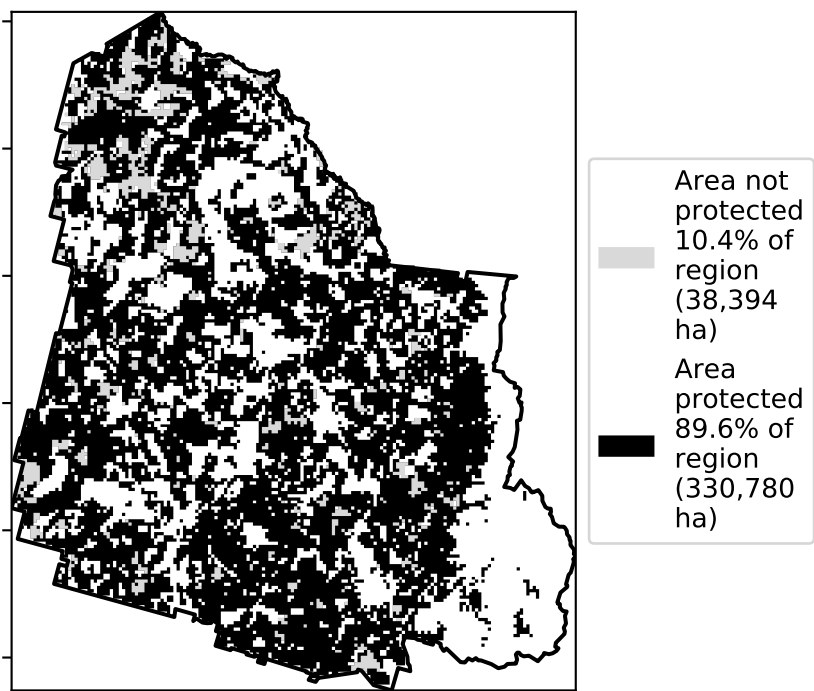 Area not
protected
10.4% of
region
(38,394
ha)
Area
protected
89.6% of
region
(330,780
ha)